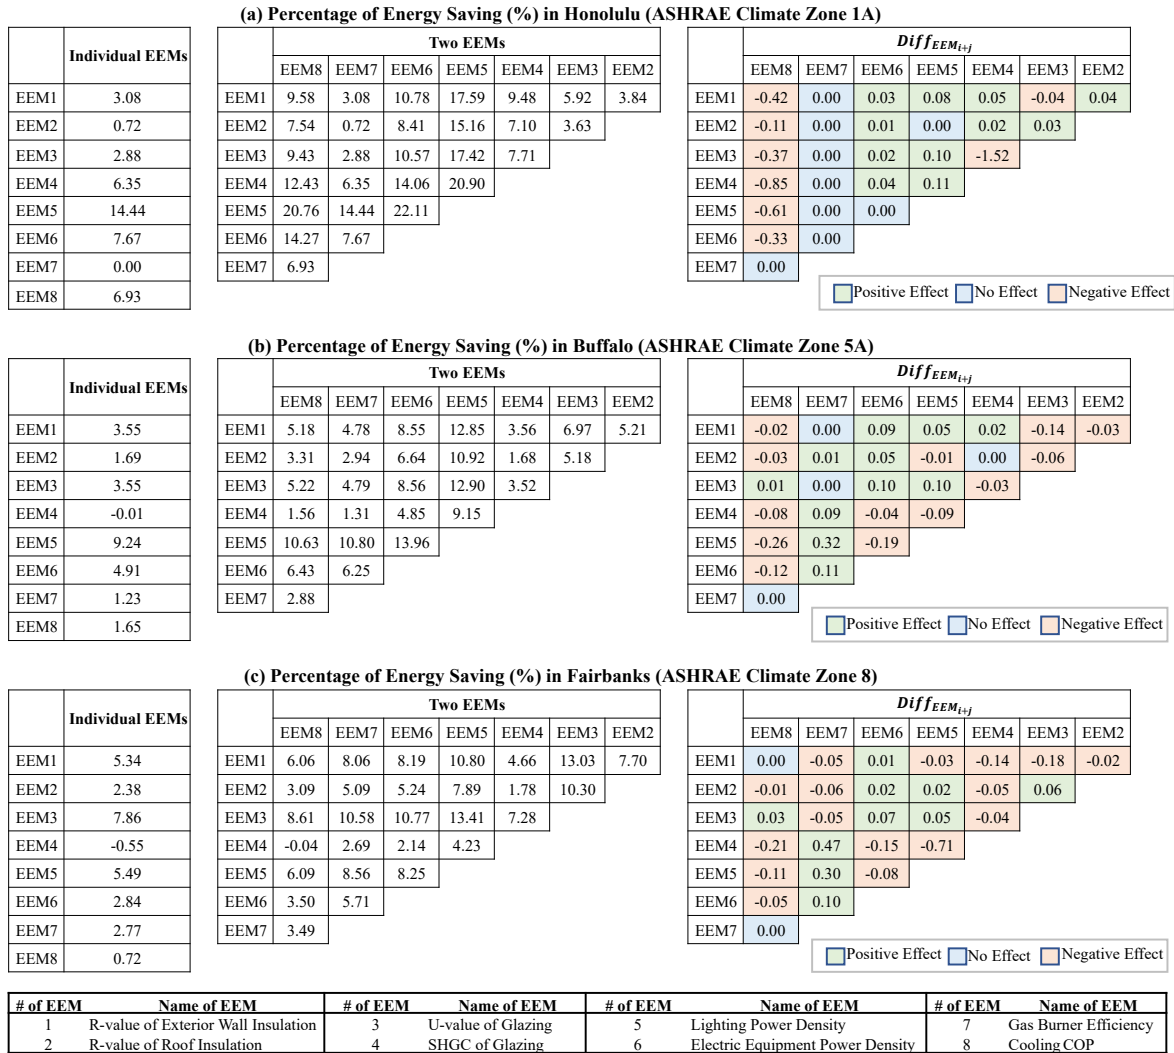 (a) Percentage of Energy Saving (%) in Honolulu (ASHRAE Climate Zone 1A)
Individual EEMs
EEM1 3.08
EEM2 0.72
EEM3 2.88
EEM4 6.35
EEM5 14.44
EEM6 7.67
EEM7 0.00
EEM8 6.93
Two EEMs
EEM8 EEM7 EEM6 EEM5 EEM4 EEM3 EEM2
EEM1 9.58 3.08 10.78 17.59 9.48 5.92 3.84
EEM2 7.54 0.72 8.41 15.16 7.10 3.63
EEM3 9.43 2.88 10.57 17.42 7.71
EEM4 12.43 6.35 14.06 20.90
EEM5 20.76 14.44 22.11
EEM6 14.27 7.67
EEM7 6.93
Diff EEM i+j
EEM8 EEM7 EEM6 EEM5 EEM4 EEM3 EEM2
EEM1 -0.42 0.00 0.03 0.08 0.05 -0.04 0.04
EEM2 -0.11 0.00 0.01 0.00 0.02 0.03
EEM3 -0.37 0.00 0.02 0.10 -1.52
EEM4 -0.85 0.00 0.04 0.11
EEM5 -0.61 0.00 0.00
EEM6 -0.33 0.00
EEM7 0.00
Positive Effect No Effect Negative Effect
(b) Percentage of Energy Saving (%) in Buffalo (ASHRAE Climate Zone 5A)
Individual EEMs
EEM1 3.55
EEM2 1.69
EEM3 3.55
EEM4 -0.01
EEM5 9.24
EEM6 4.91
EEM7 1.23
EEM8 1.65
Two EEMs
EEM8 EEM7 EEM6 EEM5 EEM4 EEM3 EEM2
EEM1 5.18 4.78 8.55 12.85 3.56 6.97 5.21
EEM2 3.31 2.94 6.64 10.92 1.68 5.18
EEM3 5.22 4.79 8.56 12.90 3.52
EEM4 1.56 1.31 4.85 9.15
EEM5 10.63 10.80 13.96
EEM6 6.43 6.25
EEM7 2.88
Diff EEM i+j
EEM8 EEM7 EEM6 EEM5 EEM4 EEM3 EEM2
EEM1 -0.02 0.00 0.09 0.05 0.02 -0.14 -0.03
EEM2 -0.03 0.01 0.05 -0.01 0.00 -0.06
EEM3 0.01 0.00 0.10 0.10 -0.03
EEM4 -0.08 0.09 -0.04 -0.09
EEM5 -0.26 0.32 -0.19
EEM6 -0.12 0.11
EEM7 0.00
Positive Effect No Effect Negative Effect
(c) Percentage of Energy Saving (%) in Fairbanks (ASHRAE Climate Zone 8)
Individual EEMs
EEM1 5.34
EEM2 2.38
EEM3 7.86
EEM4 -0.55
EEM5 5.49
EEM6 2.84
EEM7 2.77
EEM8 0.72
Two EEMs
EEM8 EEM7 EEM6 EEM5 EEM4 EEM3 EEM2
EEM1 6.06 8.06 8.19 10.80 4.66 13.03 7.70
EEM2 3.09 5.09 5.24 7.89 1.78 10.30
EEM3 8.61 10.58 10.77 13.41 7.28
EEM4 -0.04 2.69 2.14 4.23
EEM5 6.09 8.56 8.25
EEM6 3.50 5.71
EEM7 3.49
Diff EEM i+j
EEM8 EEM7 EEM6 EEM5 EEM4 EEM3 EEM2
EEM1 0.00 -0.05 0.01 -0.03 -0.14 -0.18 -0.02
EEM2 -0.01 -0.06 0.02 0.02 -0.05 0.06
EEM3 0.03 -0.05 0.07 0.05 -0.04
EEM4 -0.21 0.47 -0.15 -0.71
EEM5 -0.11 0.30 -0.08
EEM6 -0.05 0.10
EEM7 0.00
Positive Effect No Effect Negative Effect
# of EEM Name of EEM # of EEM Name of EEM # of EEM Name of EEM # of EEM Name of EEM
1 R-value of Exterior Wall Insulation 3 U-value of Glazing 5 Lighting Power Density 7 Gas Burner Efficiency
2 R-value of Roof Insulation 4 SHGC of Glazing 6 Electric Equipment Power Density 8 Cooling COP